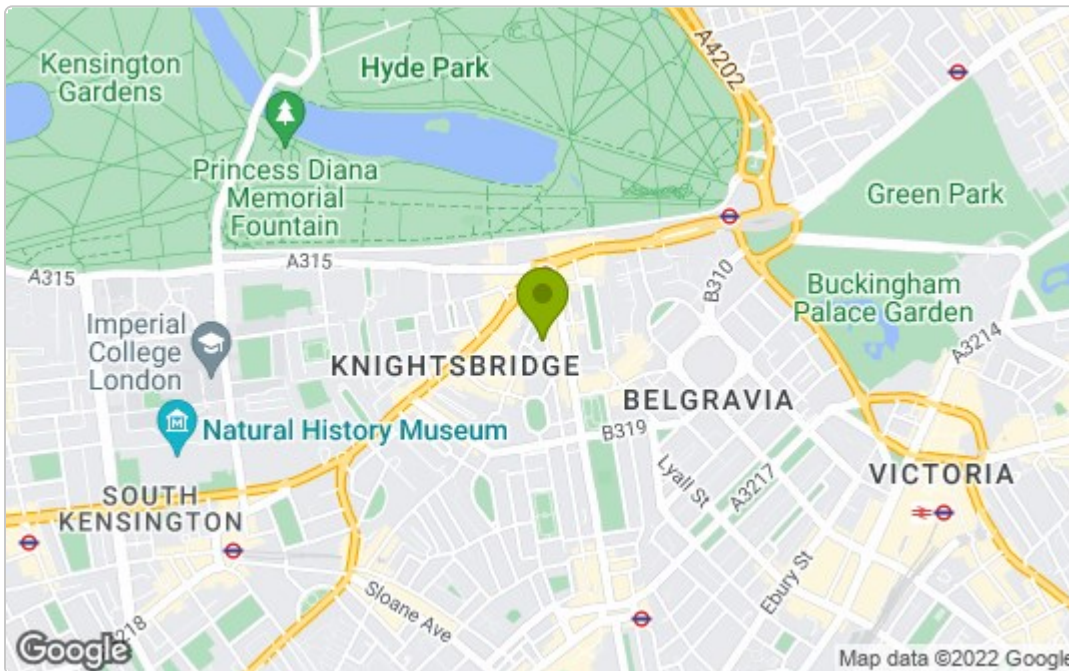 Kensington
Gardens
Hyde Park
A4202
Princess Diana
Memorial
Fountain
Green Park
A315
A315
B310
Buckingham
Palace Garden
A3214
Imperial
College
London
KNIGHTSBRIDGE
BELGRAVIA
Natural History Museum
B319
Lyall St
A3217
VICTORIA
SOUTH
KENSINGTON
Sloane Ave
Ebury St
Google
Map data ©2022 Google